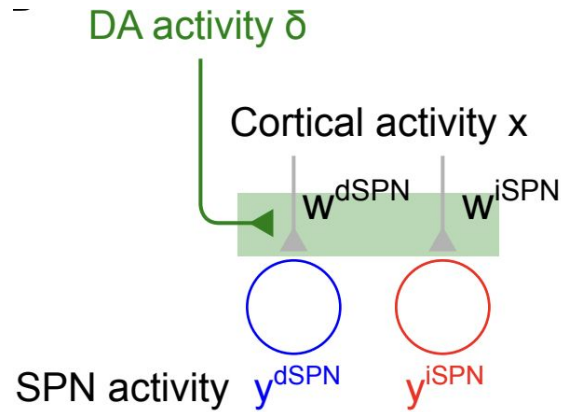 DA activity δ
Cortical activity x
w^dSPN w^iSPN
SPN activity y^dSPN y^iSPN